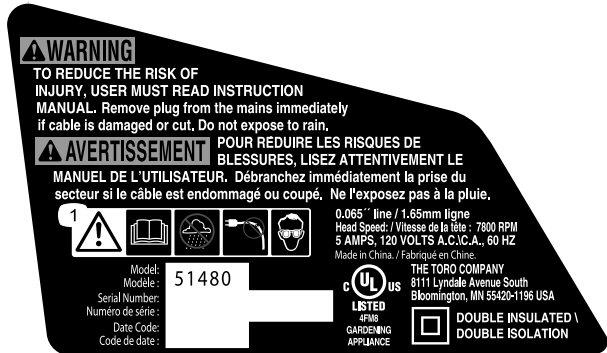 WARNING
TO REDUCE THE RISK OF
INJURY, USER MUST READ INSTRUCTION
MANUAL. Remove plug from the mains immediately
if cable is damaged or cut. Do not expose to rain.
AVERTISSEMENT
POUR RÉDUIRE LES RISQUES DE
BLESSURES, LISEZ ATTENTIVEMENT LE
MANUEL DE L'UTILISATEUR. Débranchez immédiatement la prise du
secteur si le câble est endommagé ou coupé. Ne l'exposez pas à la pluie.
1
0.065´´ line / 1.65mm ligne
Head Speed: / Vitesse de la tête : 7800 RPM
5 AMPS, 120 VOLTS A.C./C.A., 60 HZ
Made in China. / Fabriqué en Chine.
Model:
Modèle :
51480
Serial Number:
Numéro de série :
Date Code:
Code de date :
C UL US
LISTED
4FM8
GARDENING
APPLIANCE
THE TORO COMPANY
8111 Lyndale Avenue South
Bloomington, MN 55420-1196 USA
DOUBLE INSULATED \
DOUBLE ISOLATION